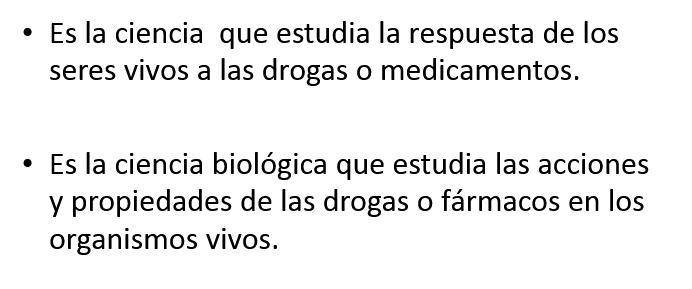 • Es la ciencia  que estudia la respuesta de los
seres vivos a las drogas o medicamentos.
• Es la ciencia biológica que estudia las acciones
y propiedades de las drogas o fármacos en los
organismos vivos.